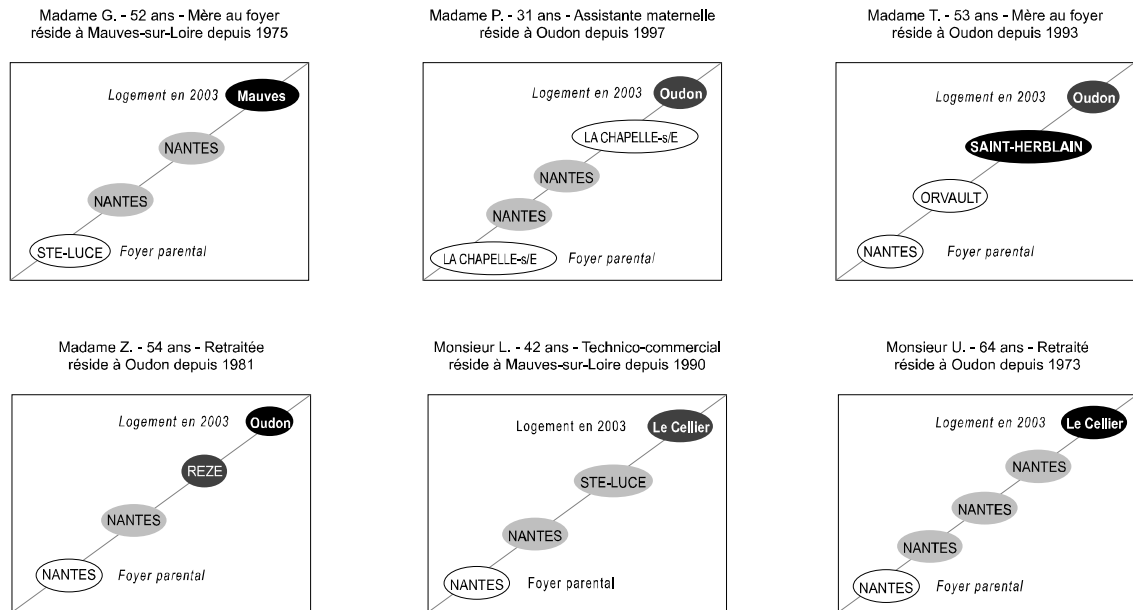 Madame G. - 52 ans - Mère au foyer
réside à Mauves-sur-Loire depuis 1975
Logement en 2003
Mauves
NANTES
NANTES
STE-LUCE
Foyer parental
Madame P. - 31 ans - Assistante maternelle
réside à Oudon depuis 1997
Logement en 2003
Oudon
LA CHAPELLE-s/E
NANTES
NANTES
LA CHAPELLE-s/E
Foyer parental
Madame T. - 53 ans - Mère au foyer
réside à Oudon depuis 1993
Logement en 2003
Oudon
SAINT-HERBLAIN
ORVAULT
NANTES
Foyer parental
Madame Z. - 54 ans - Retraitée
réside à Oudon depuis 1981
Logement en 2003
Oudon
REZE
NANTES
NANTES
Foyer parental
Monsieur L. - 42 ans - Technico-commercial
réside à Mauves-sur-Loire depuis 1990
Logement en 2003
Le Cellier
STE-LUCE
NANTES
NANTES
Foyer parental
Monsieur U. - 64 ans - Retraité
réside à Oudon depuis 1973
Logement en 2003
Le Cellier
NANTES
NANTES
NANTES
NANTES
Foyer parental